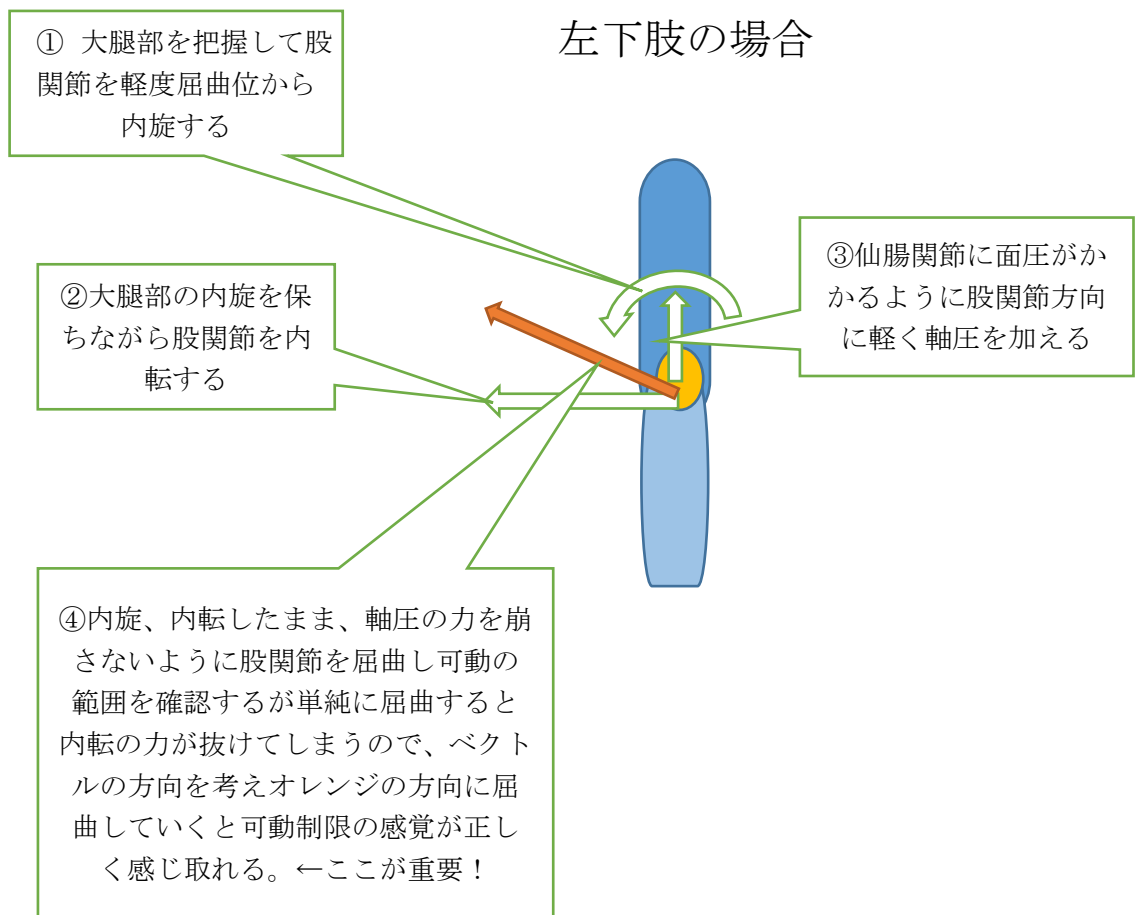 左下肢の場合
① 大腿部を把握して股
関節を軽度屈曲位から
内旋する
②大腿部の内旋を保
ちながら股関節を内
転する
③仙腸関節に面圧がか
かるように股関節方向
に軽く軸圧を加える
④内旋、内転したまま、軸圧の力を崩
さないように股関節を屈曲し可動の
範囲を確認するが単純に屈曲すると
内転の力が抜けてしまうので、ベクト
ルの方向を考えオレンジの方向に屈
曲していくと可動制限の感覚が正し
く感じ取れる。←ここが重要！